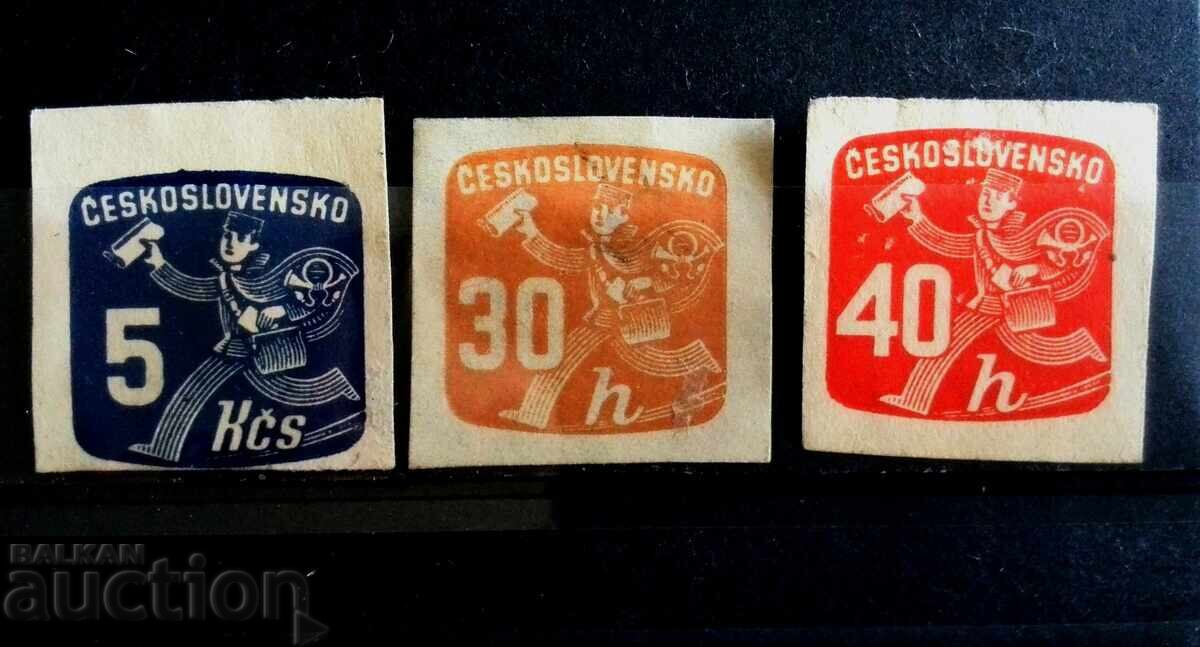 ČESKOSLOVENSKO
5
Kčs
ČESKOSLOVENSKO
30
h
ČESKOSLOVENSKO
40
h
BALKAN
auction